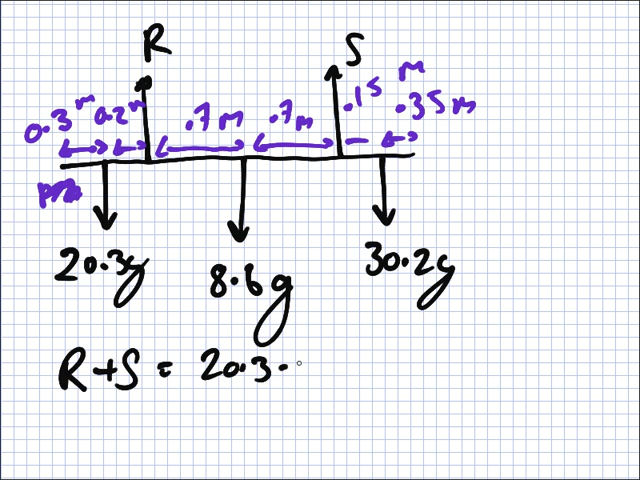 R
S
0.3m 0.2m .7m .7m .15m .35m
20.3g 8.6g 30.2g
R+S = 20.3.